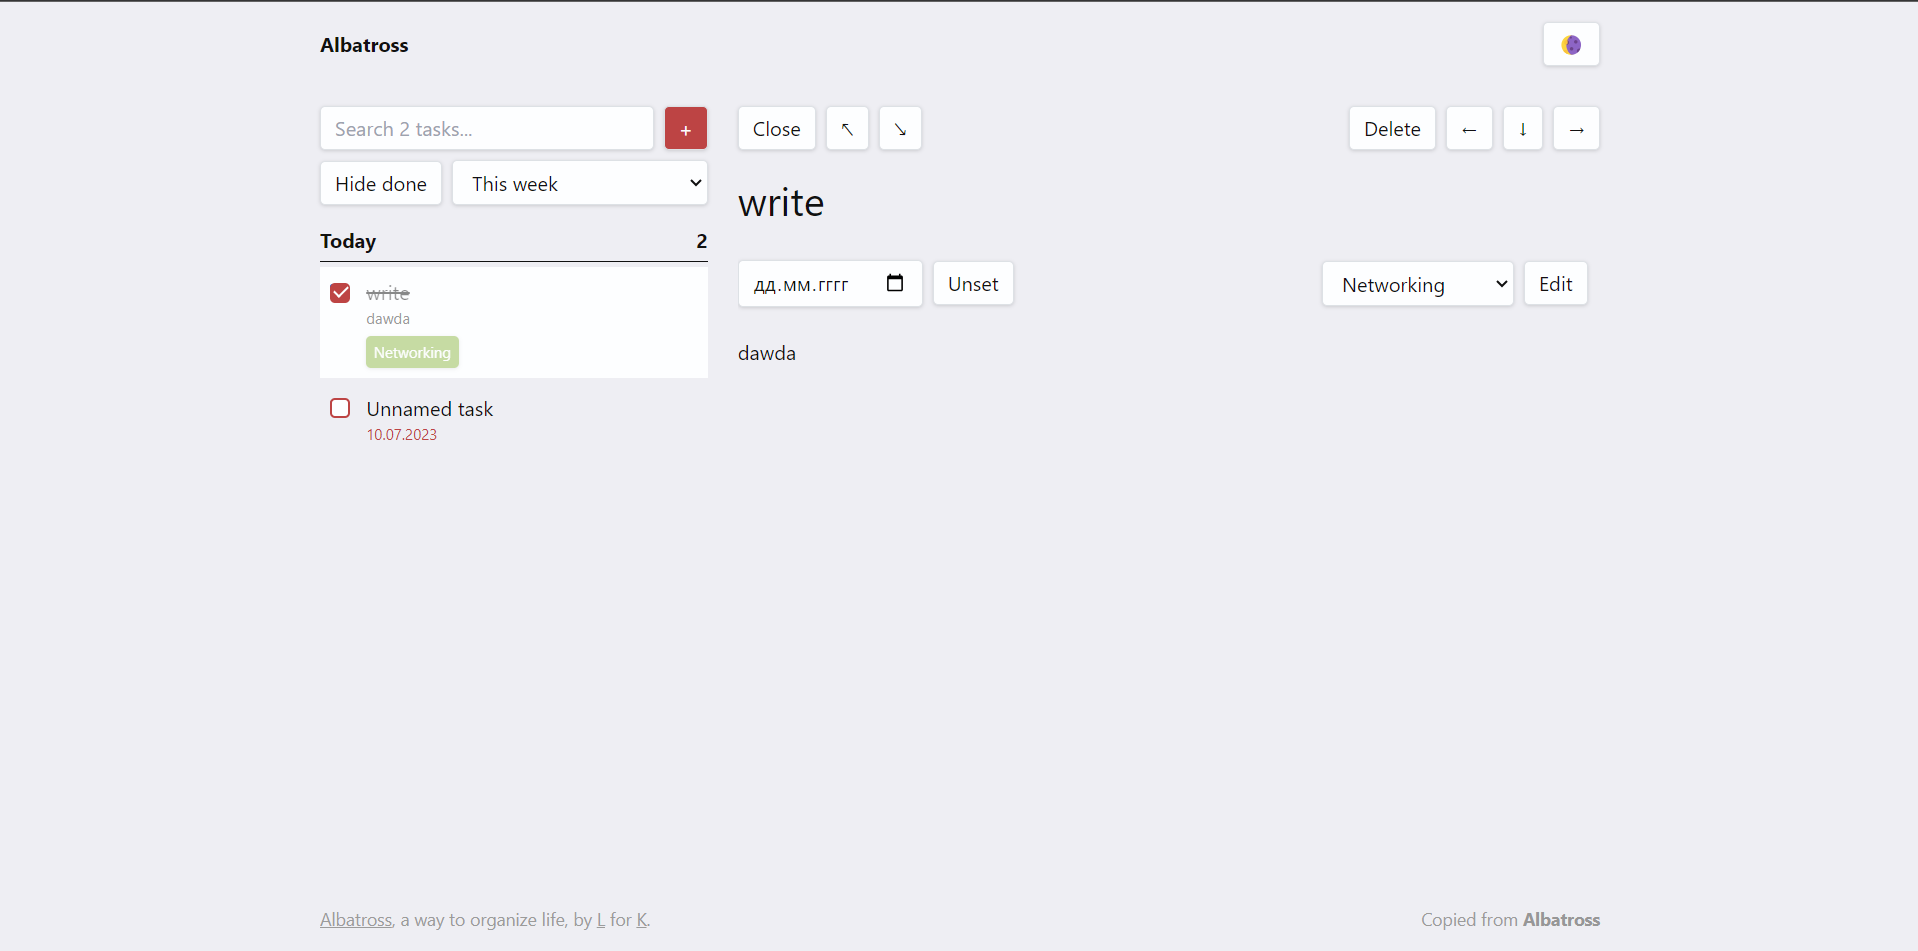 Albatross
Search 2 tasks...
+
Close
↖
↘
Delete
←
↓
→
Hide done
This week
write
Today
2
дд.мм.гггг
Unset
Networking
Edit
write
dawda
Networking
dawda
Unnamed task
10.07.2023
Albatross, a way to organize life, by L for K.
Copied from Albatross